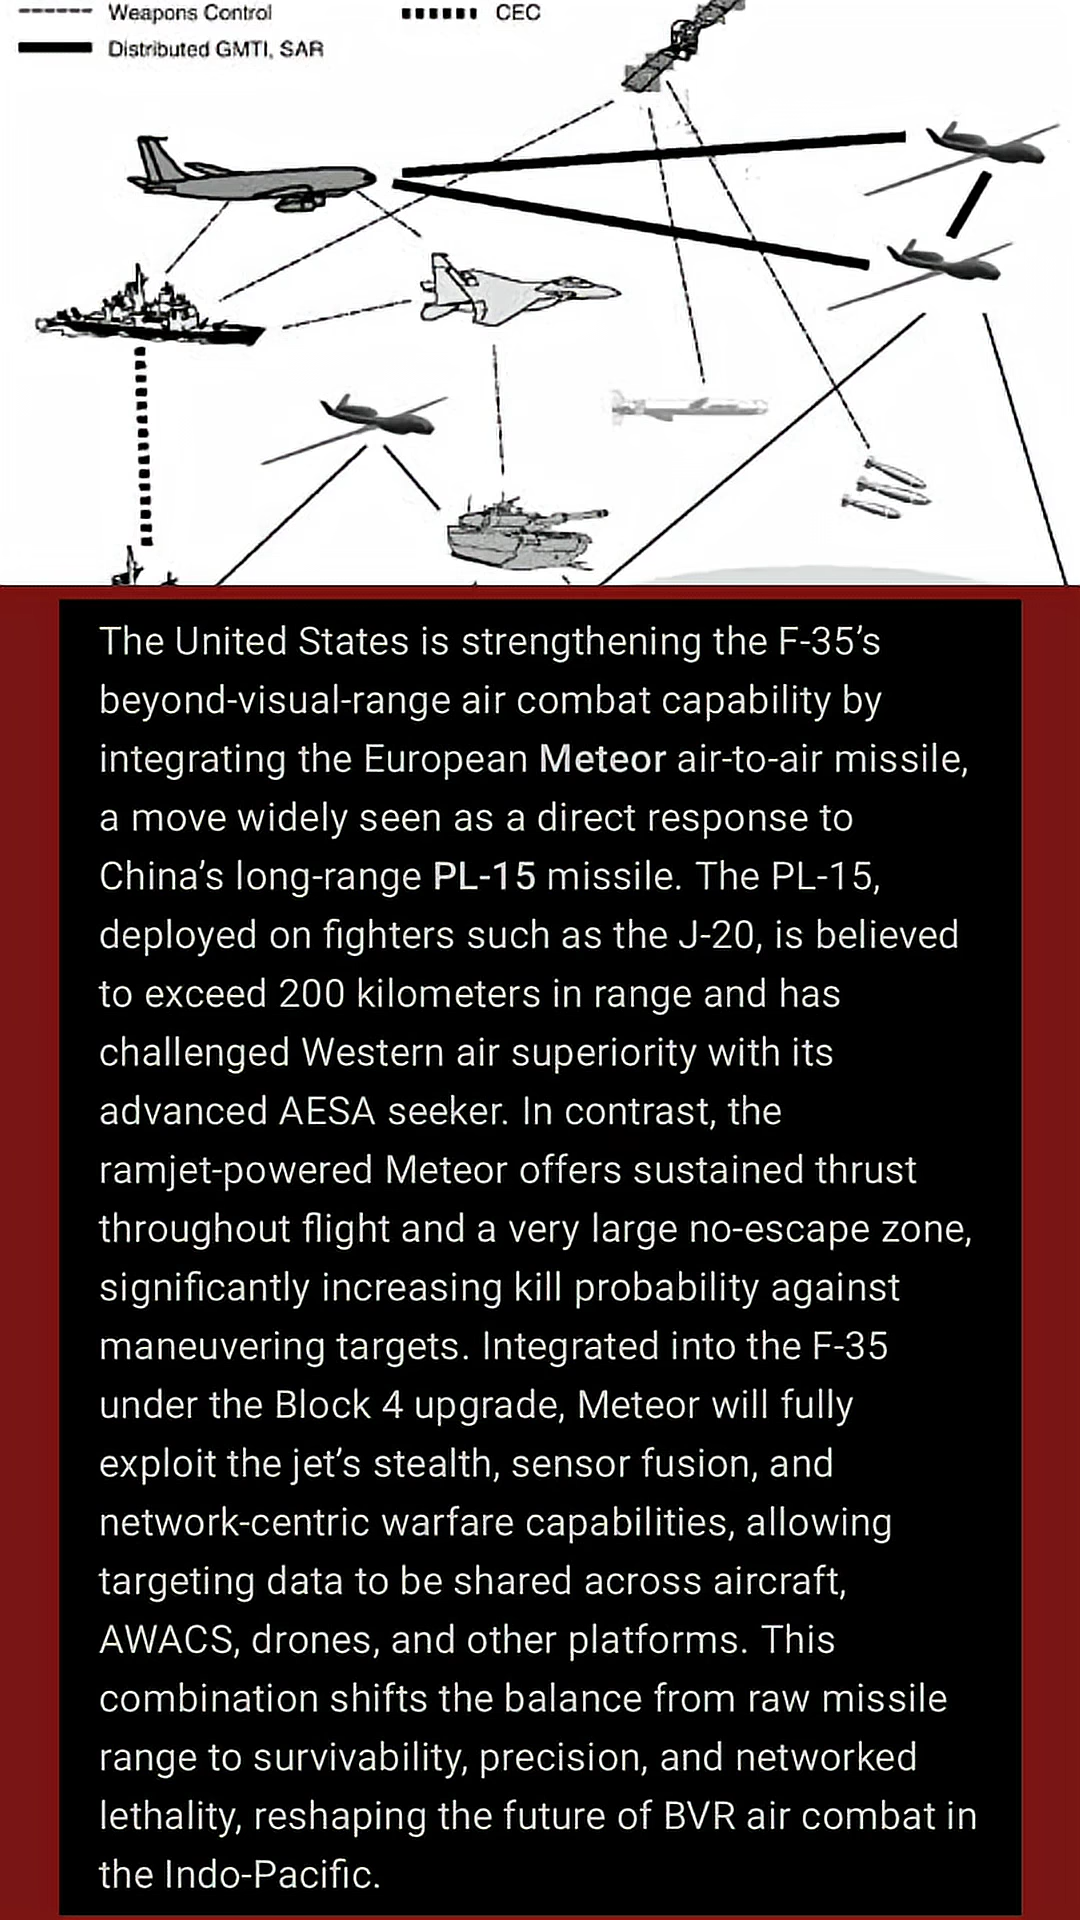 Weapons Control
CEC
Distributed GMTI, SAR
The United States is strengthening the F-35’s
beyond-visual-range air combat capability by
integrating the European Meteor air-to-air missile,
a move widely seen as a direct response to
China’s long-range PL-15 missile. The PL-15,
deployed on fighters such as the J-20, is believed
to exceed 200 kilometers in range and has
challenged Western air superiority with its
advanced AESA seeker. In contrast, the
ramjet-powered Meteor offers sustained thrust
throughout flight and a very large no-escape zone,
significantly increasing kill probability against
maneuvering targets. Integrated into the F-35
under the Block 4 upgrade, Meteor will fully
exploit the jet’s stealth, sensor fusion, and
network-centric warfare capabilities, allowing
targeting data to be shared across aircraft,
AWACS, drones, and other platforms. This
combination shifts the balance from raw missile
range to survivability, precision, and networked
lethality, reshaping the future of BVR air combat in
the Indo-Pacific.